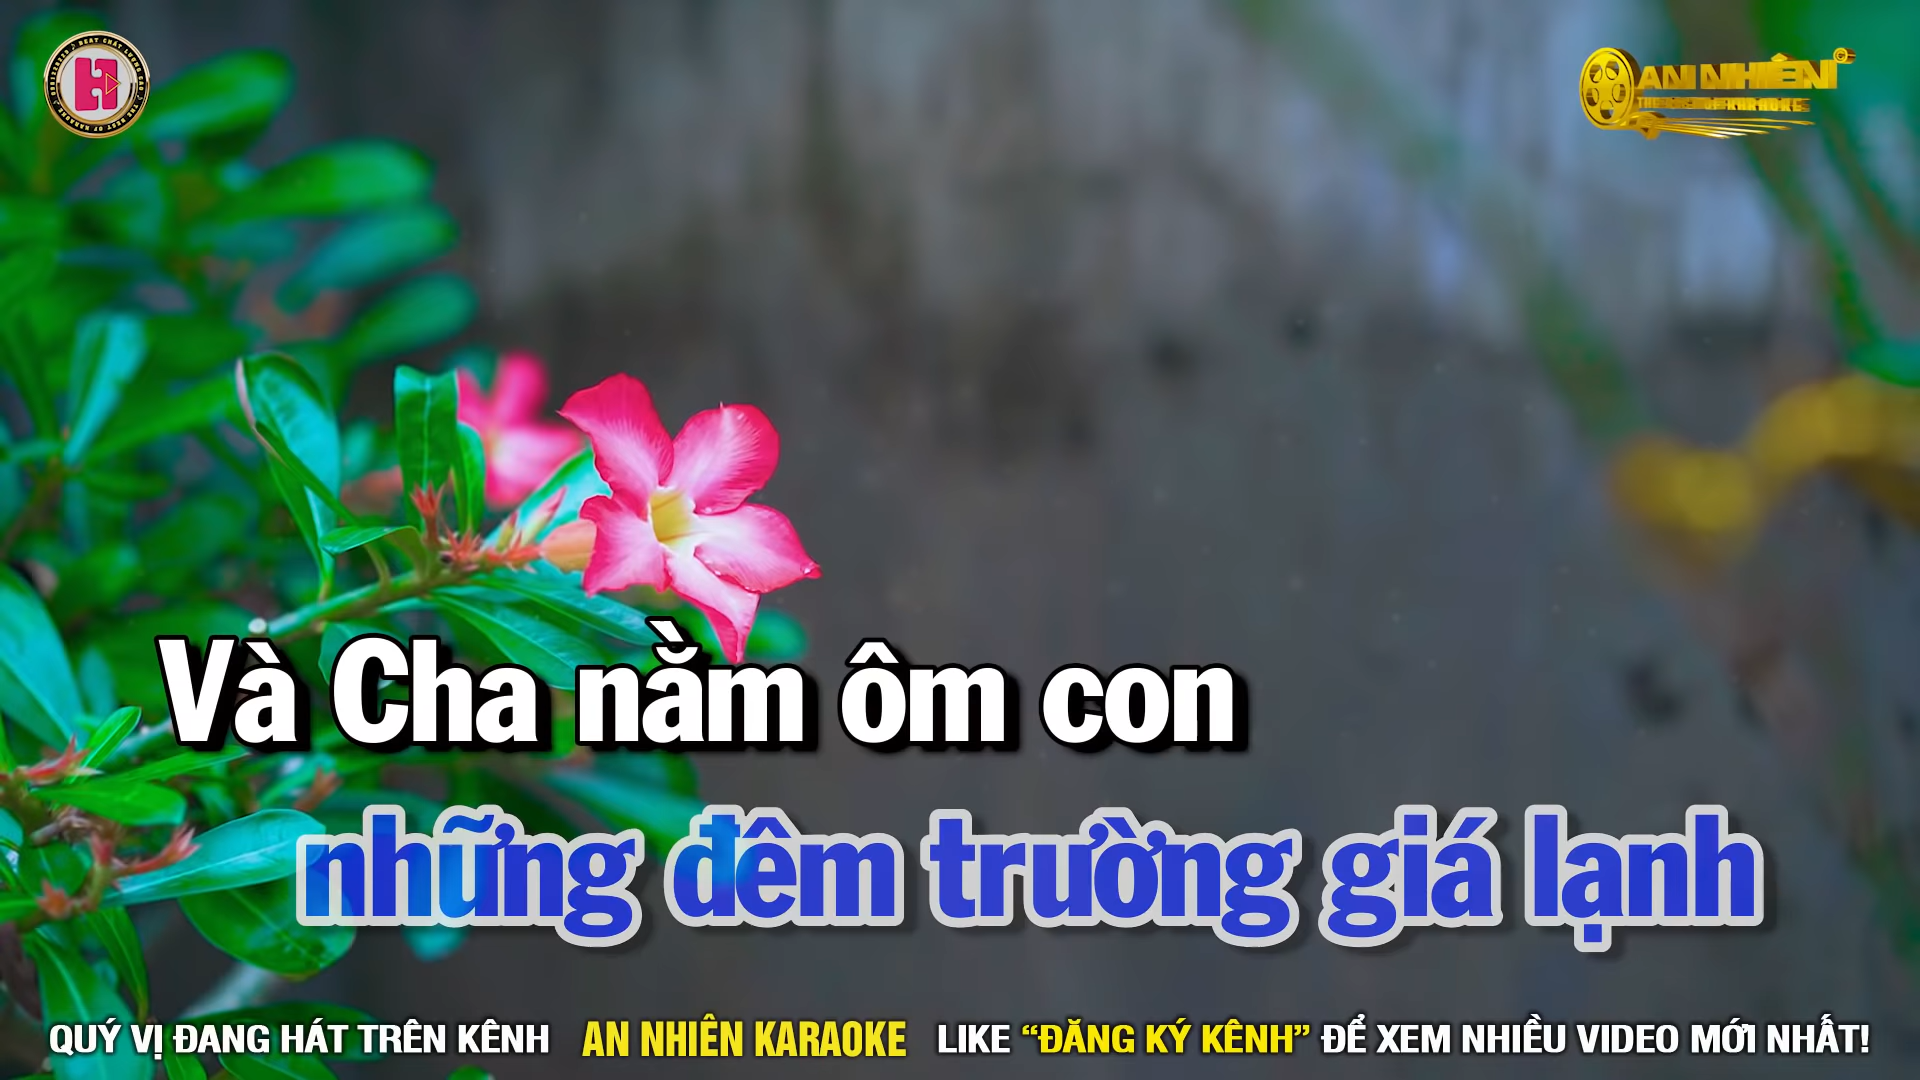 AN NHIÊN
Và Cha nằm ôm con
những đêm trường giá lạnh
QUÝ VỊ ĐANG HÁT TRÊN KÊNH AN NHIÊN KARAOKE LIKE “ĐĂNG KÝ KÊNH” ĐỂ XEM NHIỀU VIDEO MỚI NHẤT!